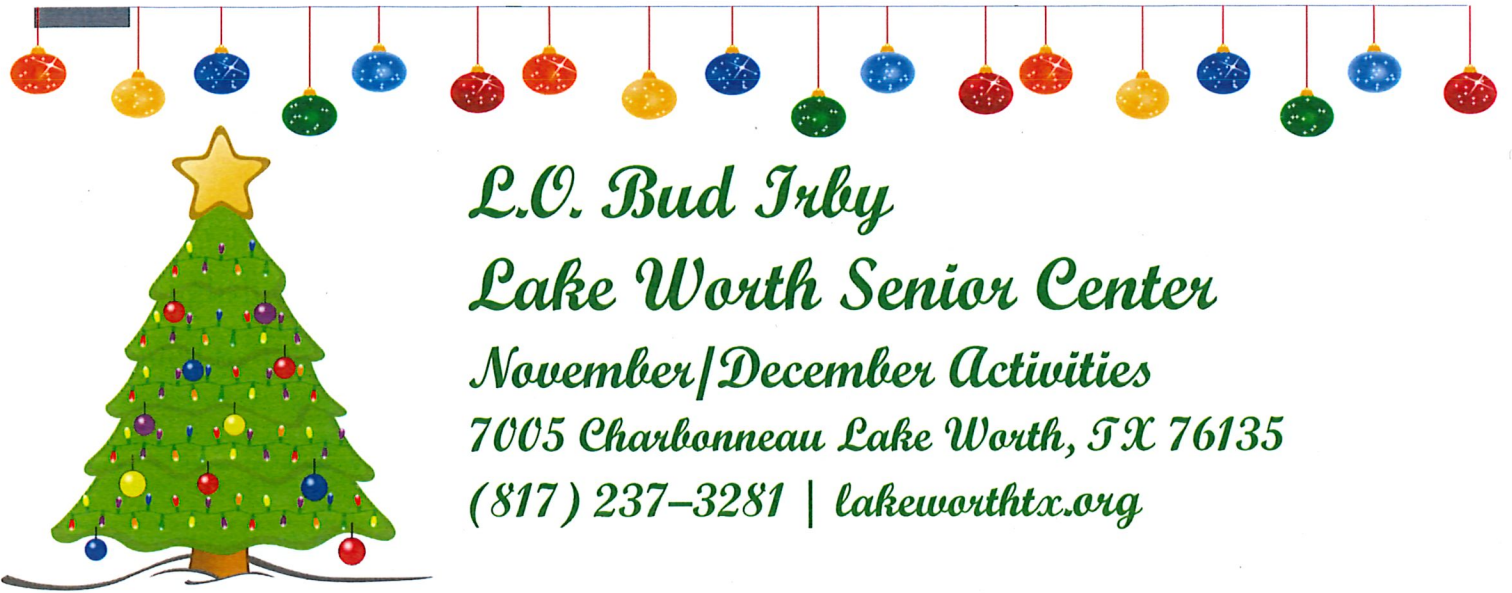 L.O. Bud Irby
Lake Worth Senior Center
November/December Activities
7005 Charbonneau Lake Worth, TX 76135
(817) 237–3281 | lakeworthtx.org